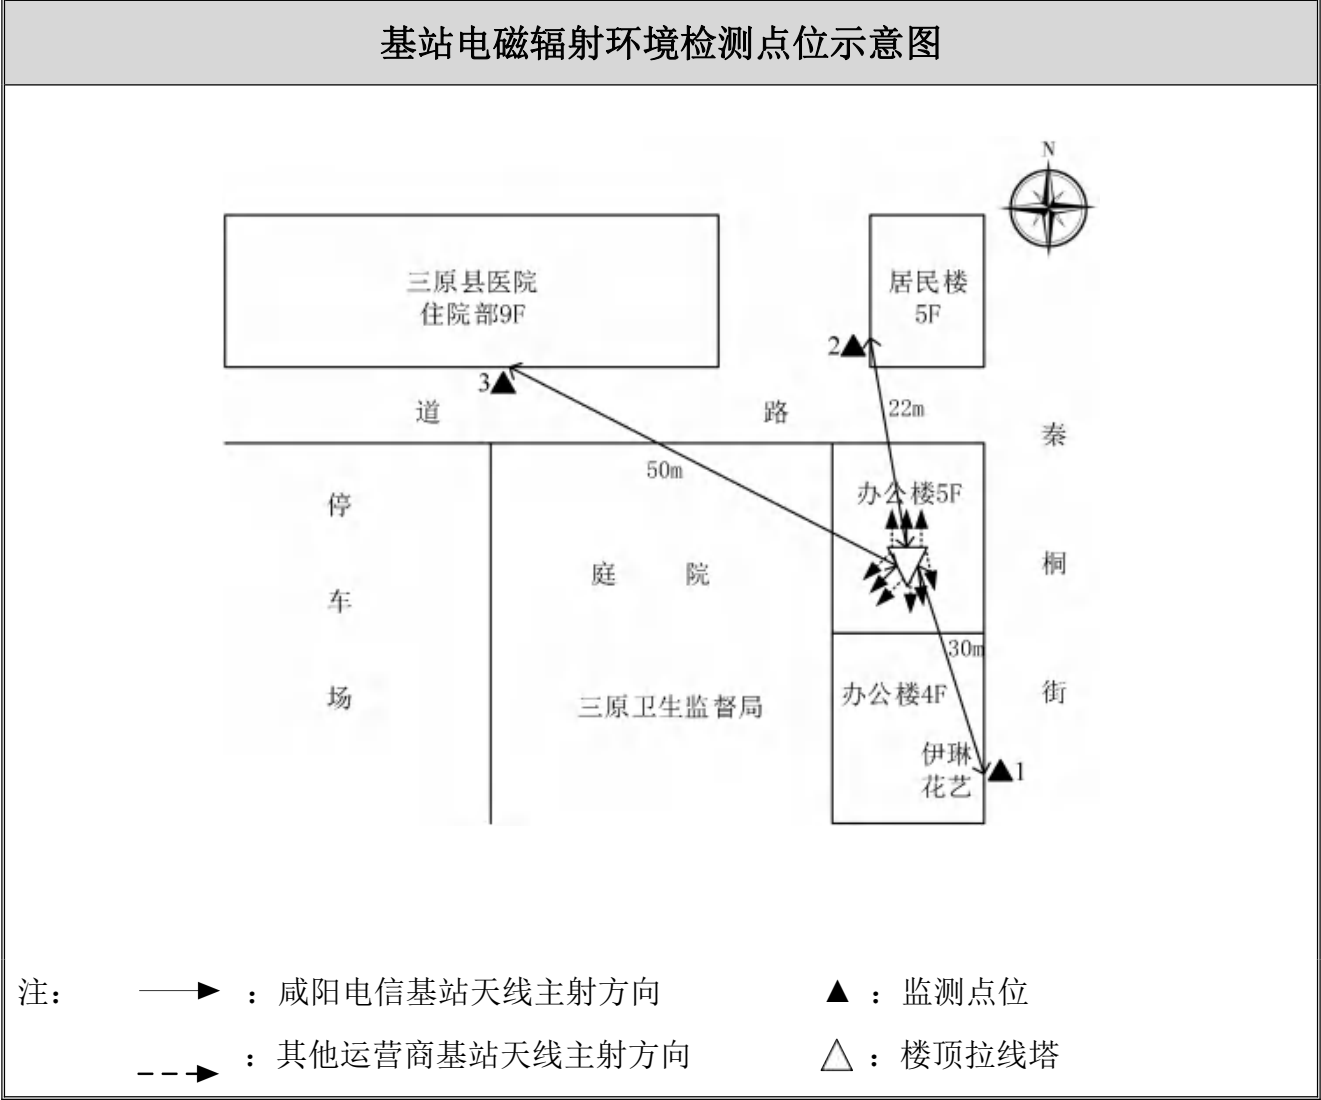 基站电磁辐射环境检测点位示意图
N
三原县医院
住院部9F
居民楼
5F
2
3
道 路
22m
秦
桐
街
50m
办公楼5F
停
车
场
庭 院
30m
办公楼4F
三原卫生监督局
伊琳
花艺
1
注：
：咸阳电信基站天线主射方向
：监测点位
：其他运营商基站天线主射方向
：楼顶拉线塔